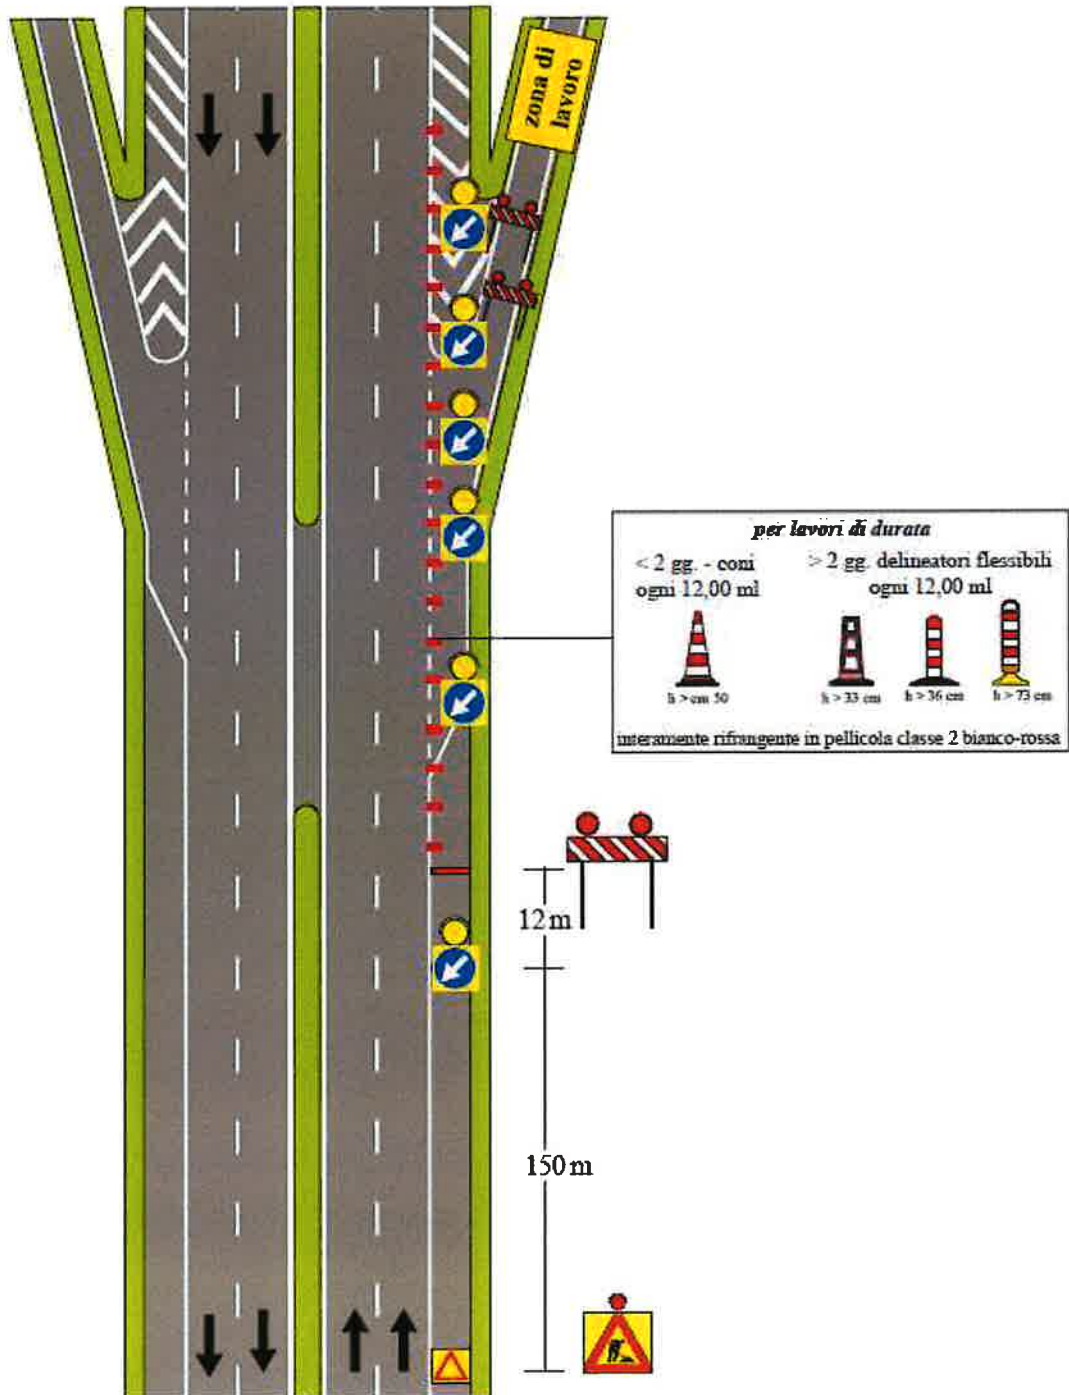 zona di
lavoro
per lavori di durata
< 2 gg. - coni
ogni 12,00 ml
> 2 gg. delineatori flessibili
ogni 12,00 ml
h > cm 50
h > 33 cm
h > 36 cm
h > 73 cm
interamente rifrangente in pellicola classe 2 bianco-rossa
12 m
150 m